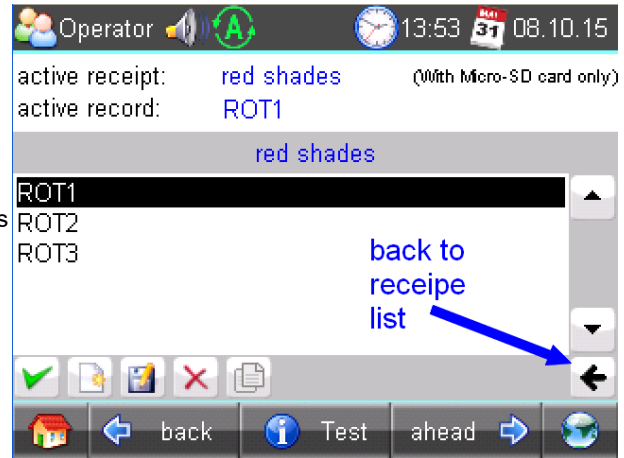 Operator A 13:53 31 08.10.15
active receipt: red shades (With Micro-SD card only)
active record: ROT1
red shades
ROT1
s ROT2
ROT3
back to
receipe
list
back Test ahead